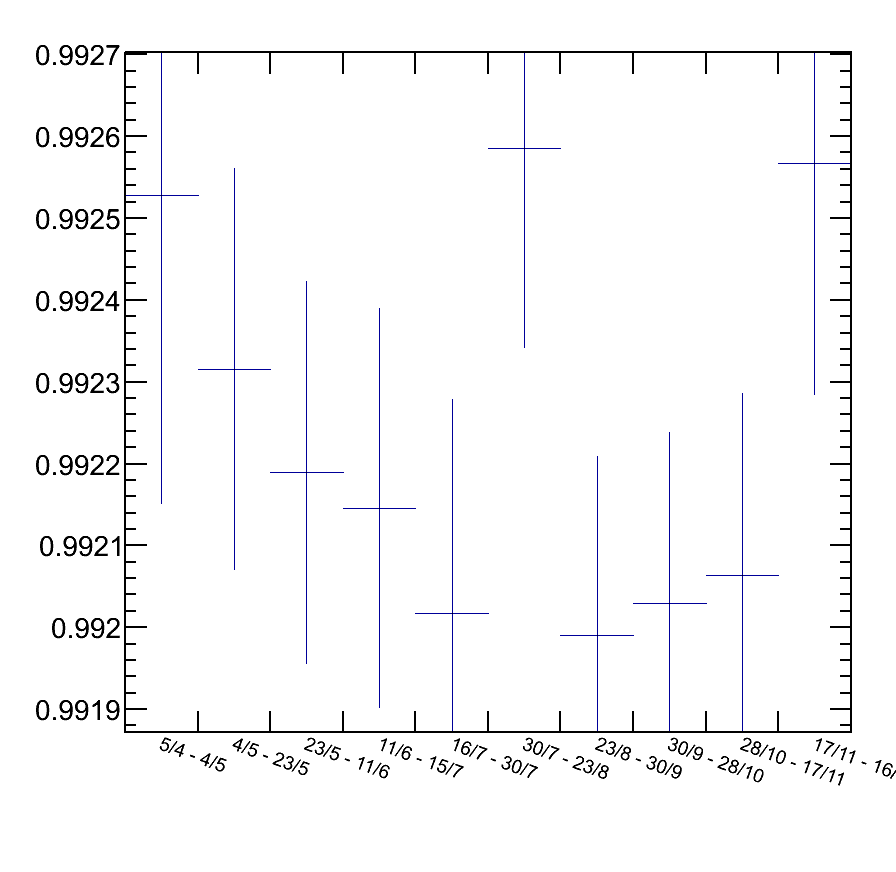 0.9927
0.9926
0.9925
0.9924
0.9923
0.9922
0.9921
0.992
0.9919
5/4 - 4/5
4/5 - 23/5
23/5 - 11/6
11/6 - 15/7
16/7 - 30/7
30/7 - 23/8
23/8 - 30/9
30/9 - 28/10
28/10 - 17/11
17/11 - 16/